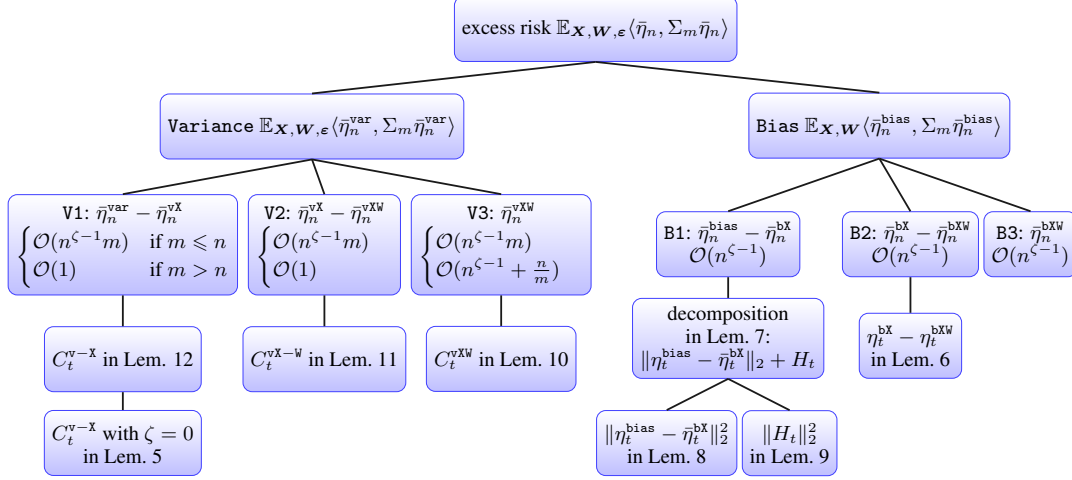 excess risk 𝔼_{X,W,ε}⟨η̄_n, Σ_m η̄_n⟩
Variance 𝔼_{X,W,ε}⟨η̄_n^{var}, Σ_m η̄_n^{var}⟩
Bias 𝔼_{X,W}⟨η̄_n^{bias}, Σ_m η̄_n^{bias}⟩
V1: η̄_n^{var} − η̄_n^{vX}
{ 𝒪(n^{ζ−1}m) if m ⩽ n
𝒪(1) if m > n
V2: η̄_n^{vX} − η̄_n^{vXW}
{ 𝒪(n^{ζ−1}m)
𝒪(1)
V3: η̄_n^{vXW}
{ 𝒪(n^{ζ−1}m)
𝒪(n^{ζ−1} + n/m)
B1: η̄_n^{bias} − η̄_n^{bX}
𝒪(n^{ζ−1})
B2: η̄_n^{bX} − η̄_n^{bXW}
𝒪(n^{ζ−1})
B3: η̄_n^{bXW}
𝒪(n^{ζ−1})
C_t^{v−X} in Lem. 12
C_t^{vX−W} in Lem. 11
C_t^{vXW} in Lem. 10
decomposition
in Lem. 7:
‖η_t^{bias} − η̄_t^{bX}‖_2 + H_t
η_t^{bX} − η_t^{bXW}
in Lem. 6
C_t^{v−X} with ζ = 0
in Lem. 5
‖η_t^{bias} − η̄_t^{bX}‖_2^2
in Lem. 8
‖H_t‖_2^2
in Lem. 9